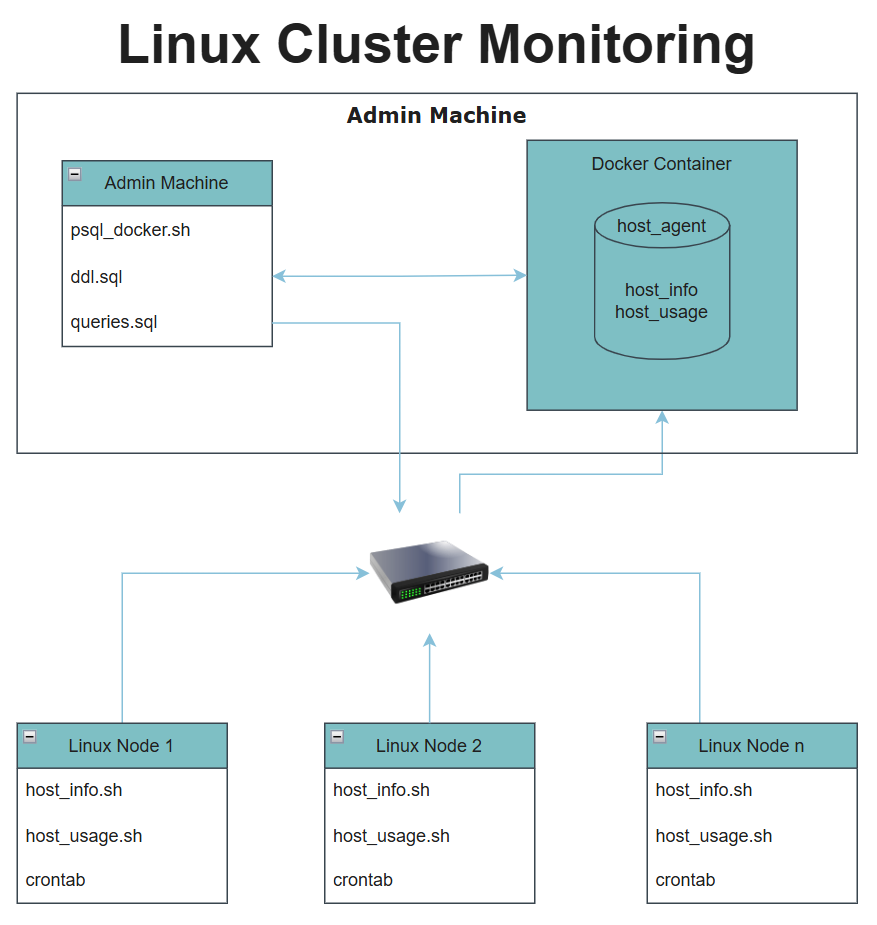 Linux Cluster Monitoring
Admin Machine
Admin Machine
psql_docker.sh
ddl.sql
queries.sql
Docker Container
host_agent
host_info
host_usage
Linux Node 1
host_info.sh
host_usage.sh
crontab
Linux Node 2
host_info.sh
host_usage.sh
crontab
Linux Node n
host_info.sh
host_usage.sh
crontab